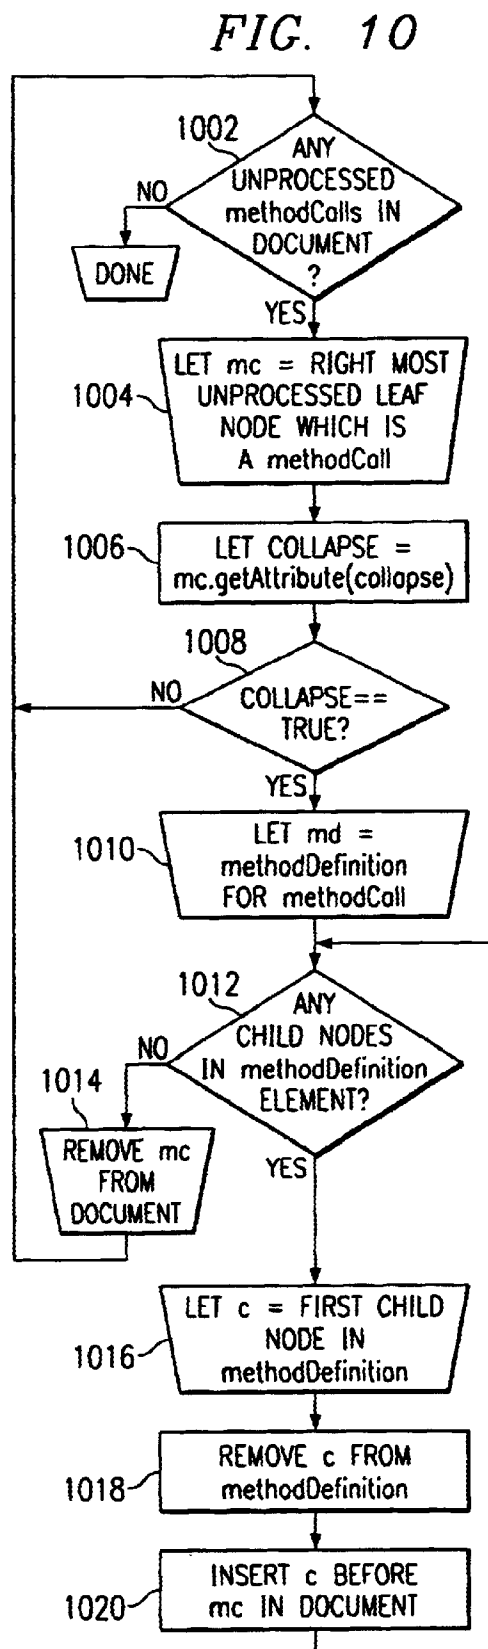 FIG. 10
1002
ANY
UNPROCESSED
methodCalls IN
DOCUMENT
?
NO
DONE
YES
LET mc = RIGHT MOST
UNPROCESSED LEAF
NODE WHICH IS
A methodCall
1004
1006
LET COLLAPSE =
mc.getAttribute(collapse)
1008
NO
COLLAPSE==
TRUE?
YES
1010
LET md =
methodDefinition
FOR methodCall
1012
ANY
CHILD NODES
IN methodDefinition
ELEMENT?
NO
1014
REMOVE mc
FROM
DOCUMENT
YES
LET c = FIRST CHILD
NODE IN
methodDefinition
1016
REMOVE c FROM
methodDefinition
1018
INSERT c BEFORE
mc IN DOCUMENT
1020